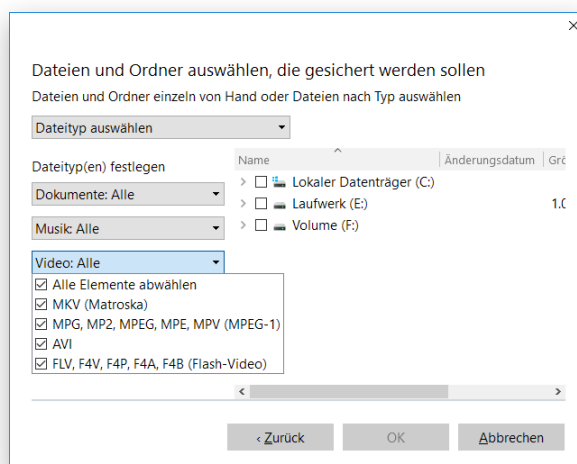 Dateien und Ordner auswählen, die gesichert werden sollen
Dateien und Ordner einzeln von Hand oder Dateien nach Typ auswählen
Dateityp auswählen
Dateityp(en) festlegen
Dokumente: Alle
Musik: Alle
Video: Alle
Alle Elemente abwählen
MKV (Matroska)
MPG, MP2, MPEG, MPE, MPV (MPEG-1)
AVI
FLV, F4V, F4P, F4A, F4B (Flash-Video)
Name Änderungsdatum Grö
Lokaler Datenträger (C:)
Laufwerk (E:) 1.0
Volume (F:)
‹ Zurück OK Abbrechen